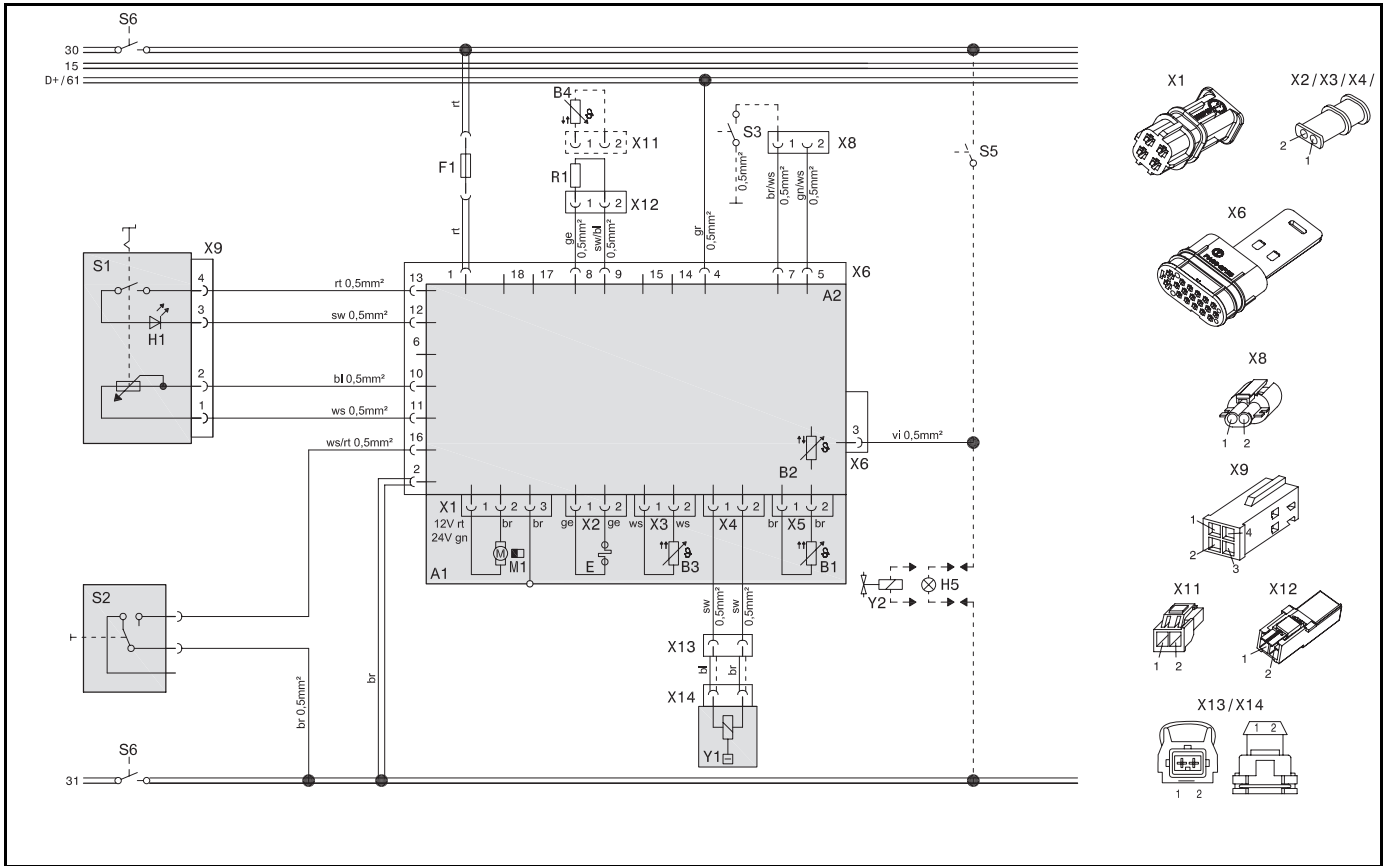 S6
30
15
D+/61
rt
F1
rt
B4
1 2 X11
R1
1 2 X12
ge 0,5mm²
sw/bl 0,5mm²
gr 0,5mm²
S3
0,5mm²
1 2 X8
br/ws 0,5mm²
gn/ws 0,5mm²
S5
S1
X9
4
3
H1
2
1
rt 0,5mm²
sw 0,5mm²
bl 0,5mm²
ws 0,5mm²
ws/rt 0,5mm²
1 18 17 8 9 15 14 4 7 5 X6
13
12
6
10
11
16
2
A2
B2
3
X6
vi 0,5mm²
X1 1 2 3
1 X2 2
1 X3 2
1 X4 2
1 X5 2
12V rt
24V gn
br
br
ge
ge
ws
ws
br
br
M
M1
E
B3
B1
A1
sw 0,5mm²
sw 0,5mm²
X13
bl
br
X14
Y1
Y2
H5
S2
br 0,5mm²
br
S6
31
X1
X2/X3/X4/
2
1
X6
X8
1 2
X9
1
4
2
3
X11
1 2
X12
1
2
X13/X14
1 2
1 2